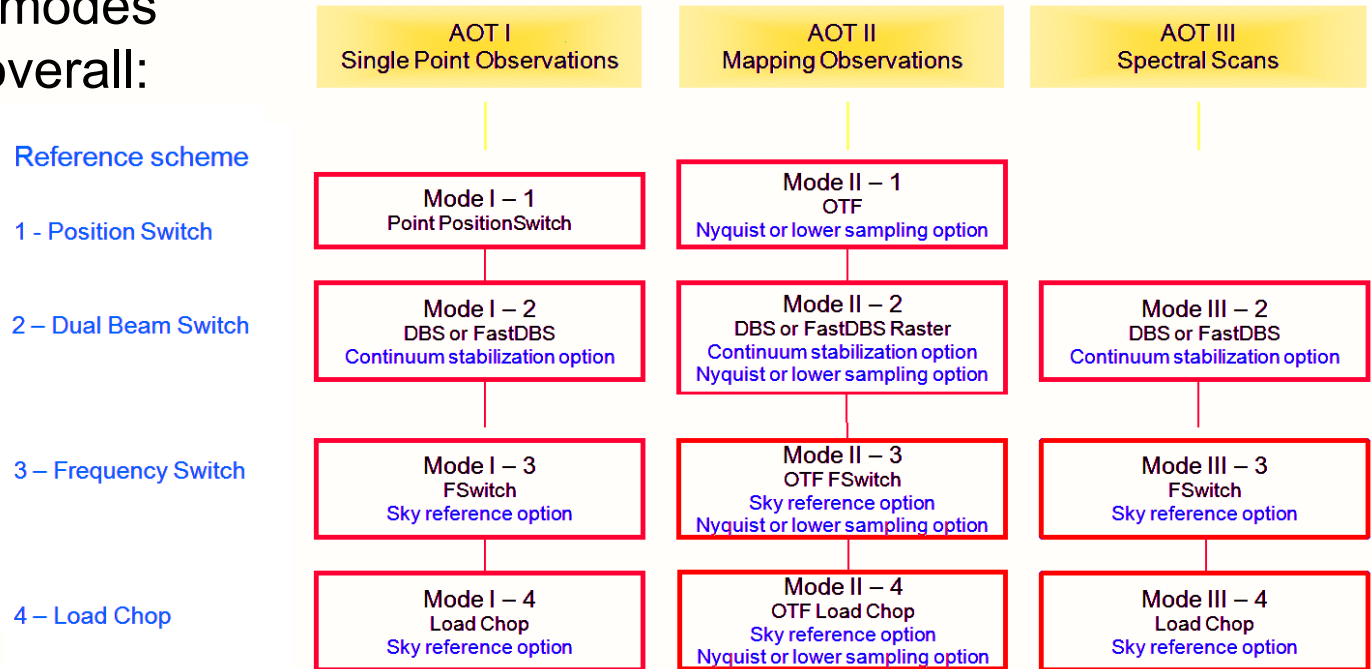 modes
overall:
AOT I
Single Point Observations
AOT II
Mapping Observations
AOT III
Spectral Scans
Reference scheme
1 - Position Switch
Mode I – 1
Point PositionSwitch
Mode II – 1
OTF
Nyquist or lower sampling option
2 – Dual Beam Switch
Mode I – 2
DBS or FastDBS
Continuum stabilization option
Mode II – 2
DBS or FastDBS Raster
Continuum stabilization option
Nyquist or lower sampling option
Mode III – 2
DBS or FastDBS
Continuum stabilization option
3 – Frequency Switch
Mode I – 3
FSwitch
Sky reference option
Mode II – 3
OTF FSwitch
Sky reference option
Nyquist or lower sampling option
Mode III – 3
FSwitch
Sky reference option
4 – Load Chop
Mode I – 4
Load Chop
Sky reference option
Mode II – 4
OTF Load Chop
Sky reference option
Nyquist or lower sampling option
Mode III – 4
Load Chop
Sky reference option